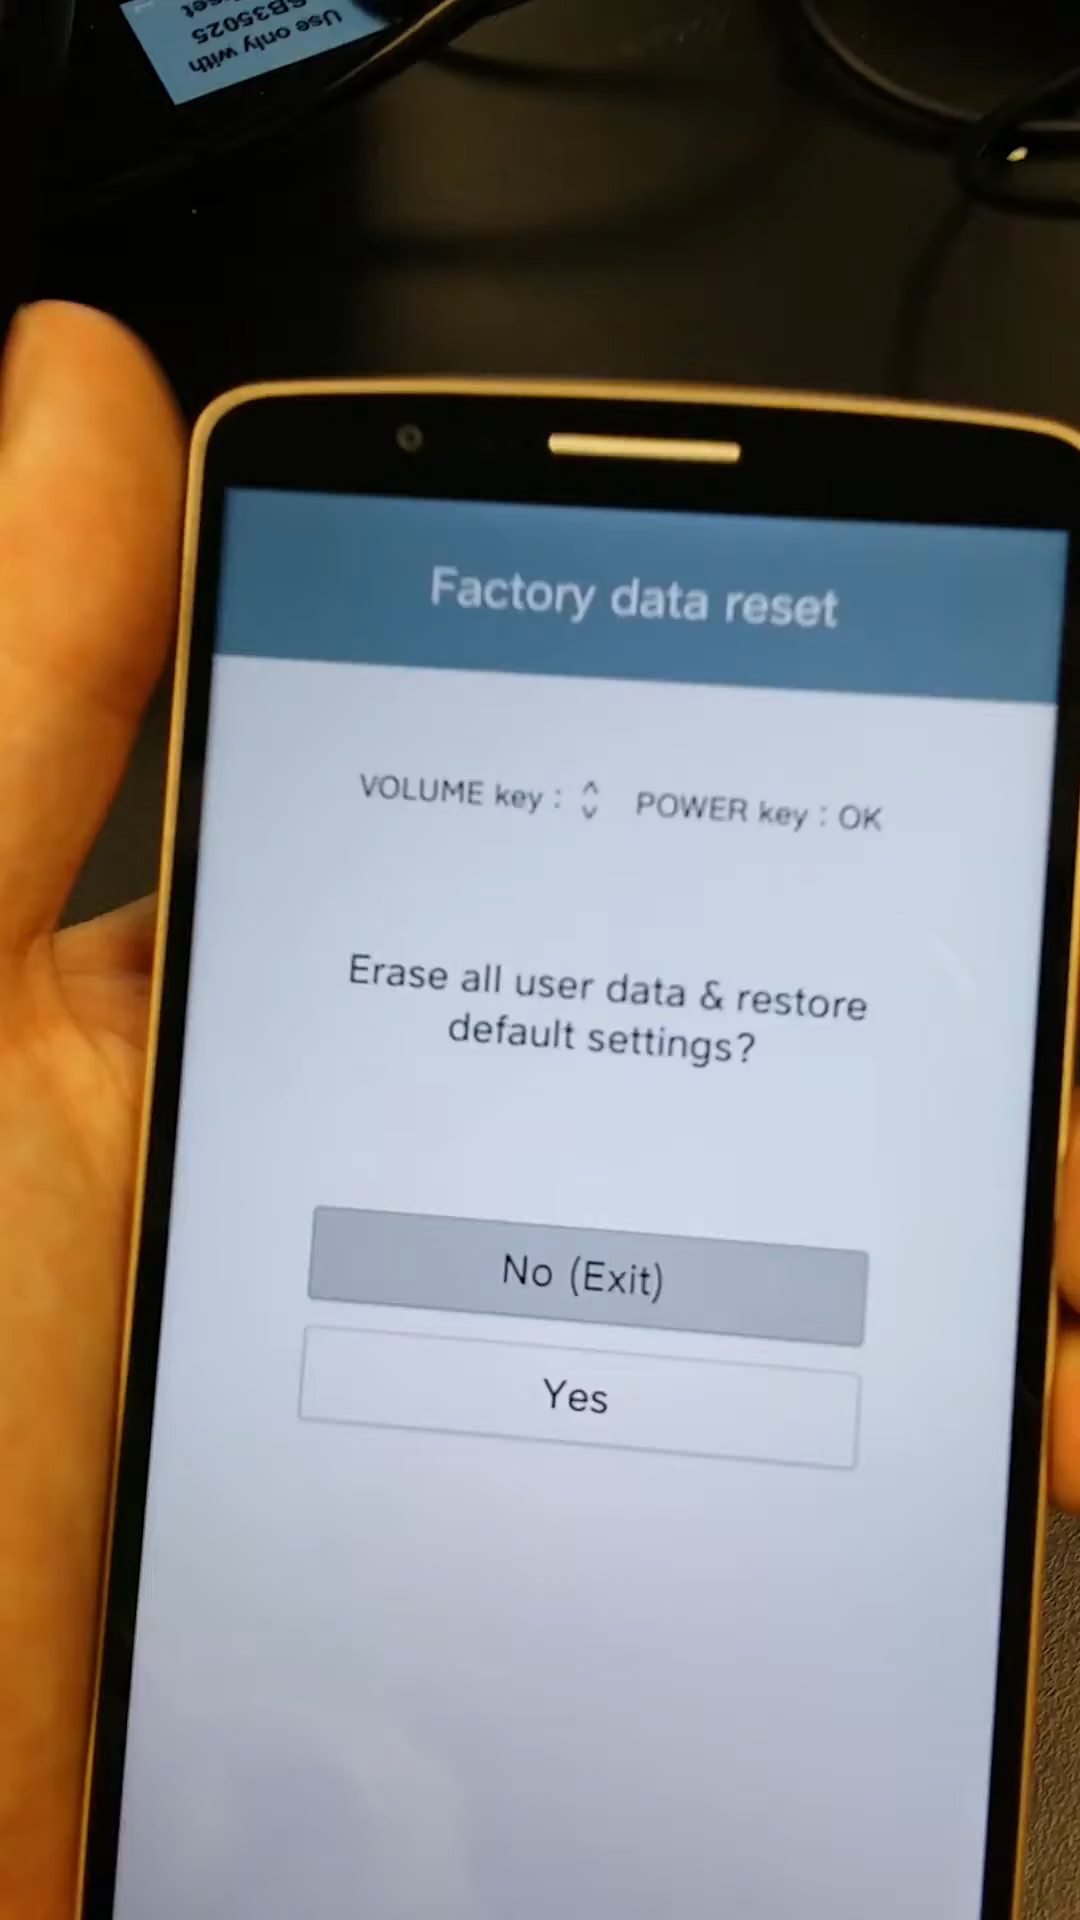 Use only with
SB35025
Factory data reset
VOLUME key : POWER key : OK
Erase all user data & restore
default settings?
No (Exit)
Yes